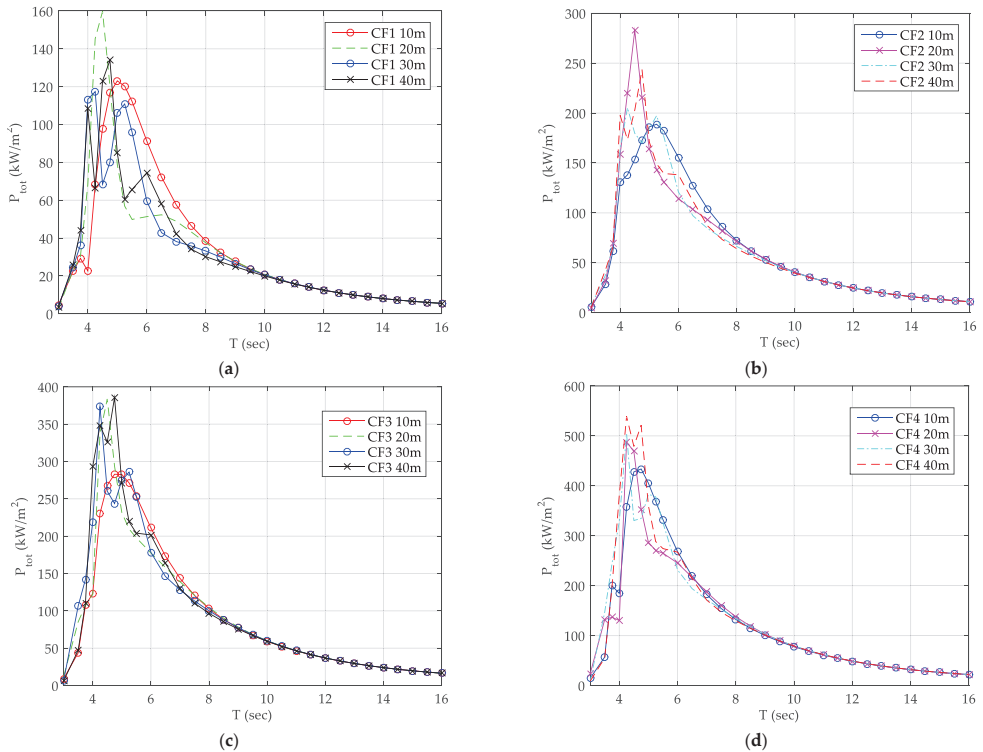 160
140
120
100
80
60
40
20
0
P_tot (kW/m²)
4
6
8
10
12
14
16
T (sec)
CF1 10m
CF1 20m
CF1 30m
CF1 40m
(a)
300
250
200
150
100
50
0
P_tot (kW/m²)
4
6
8
10
12
14
16
T (sec)
CF2 10m
CF2 20m
CF2 30m
CF2 40m
(b)
400
350
300
250
200
150
100
50
0
P_tot (kW/m²)
4
6
8
10
12
14
16
T (sec)
CF3 10m
CF3 20m
CF3 30m
CF3 40m
(c)
600
500
400
300
200
100
0
P_tot (kW/m²)
4
6
8
10
12
14
16
T (sec)
CF4 10m
CF4 20m
CF4 30m
CF4 40m
(d)